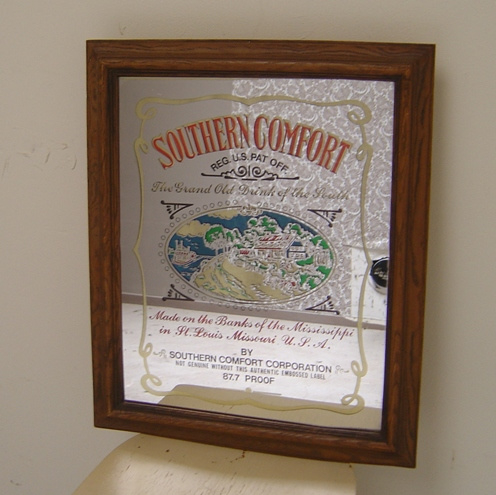 SOUTHERN COMFORT
REG. U.S. PAT. OFF.
The Grand Old Drink of the South
Made on the Banks of the Mississippi
in St. Louis Missouri U.S.A.
BY
SOUTHERN COMFORT CORPORATION
NOT GENUINE WITHOUT THIS AUTHENTIC EMBOSSED LABEL
87.7 PROOF